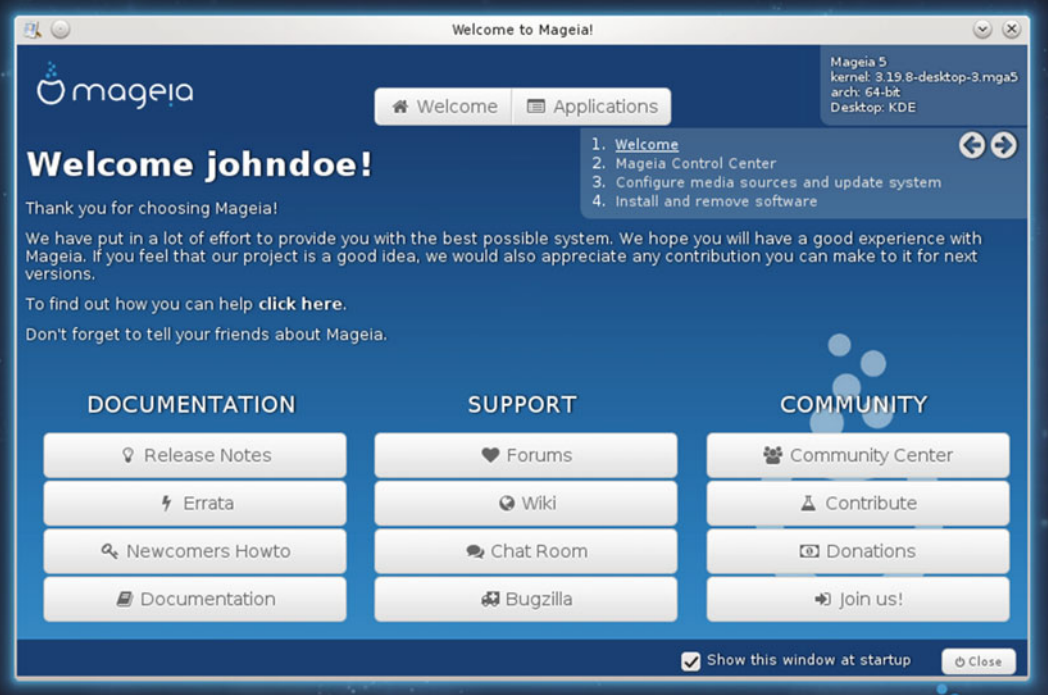 Welcome to Mageia!
mageia
Welcome
Applications
Mageia 5
kernel: 3.19.8-desktop-3.mga5
arch: 64-bit
Desktop: KDE
1. Welcome
2. Mageia Control Center
3. Configure media sources and update system
4. Install and remove software
Welcome johndoe!
Thank you for choosing Mageia!
We have put in a lot of effort to provide you with the best possible system. We hope you will have a good experience with
Mageia. If you feel that our project is a good idea, we would also appreciate any contribution you can make to it for next
versions.
To find out how you can help click here.
Don't forget to tell your friends about Mageia.
DOCUMENTATION
Release Notes
Errata
Newcomers Howto
Documentation
SUPPORT
Forums
Wiki
Chat Room
Bugzilla
COMMUNITY
Community Center
Contribute
Donations
Join us!
Show this window at startup
Close